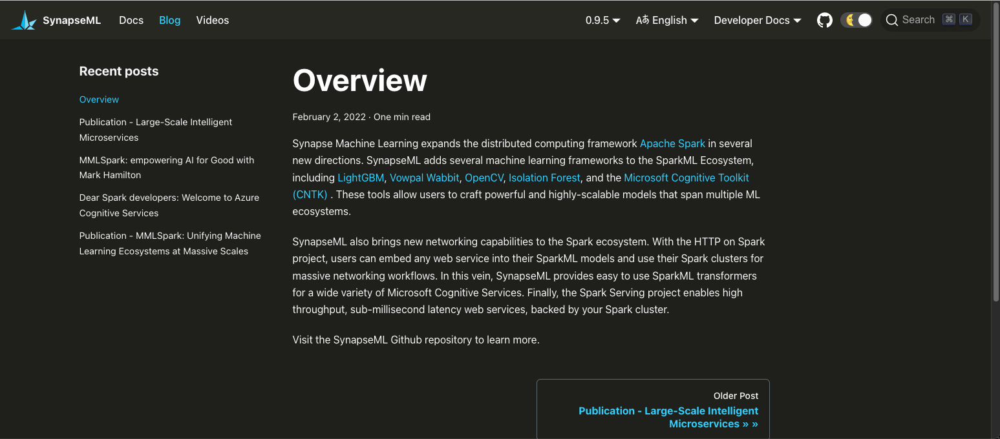 SynapseML Docs Blog Videos 0.9.5 Aあ English Developer Docs Search ⌘ K
Recent posts
Overview
Publication - Large-Scale Intelligent
Microservices
MMLSpark: empowering AI for Good with
Mark Hamilton
Dear Spark developers: Welcome to Azure
Cognitive Services
Publication - MMLSpark: Unifying Machine
Learning Ecosystems at Massive Scales
Overview
February 2, 2022 · One min read
Synapse Machine Learning expands the distributed computing framework Apache Spark in several
new directions. SynapseML adds several machine learning frameworks to the SparkML Ecosystem,
including LightGBM, Vowpal Wabbit, OpenCV, Isolation Forest, and the Microsoft Cognitive Toolkit
(CNTK) . These tools allow users to craft powerful and highly-scalable models that span multiple ML
ecosystems.
SynapseML also brings new networking capabilities to the Spark ecosystem. With the HTTP on Spark
project, users can embed any web service into their SparkML models and use their Spark clusters for
massive networking workflows. In this vein, SynapseML provides easy to use SparkML transformers
for a wide variety of Microsoft Cognitive Services. Finally, the Spark Serving project enables high
throughput, sub-millisecond latency web services, backed by your Spark cluster.
Visit the SynapseML Github repository to learn more.
Older Post
Publication - Large-Scale Intelligent
Microservices » »